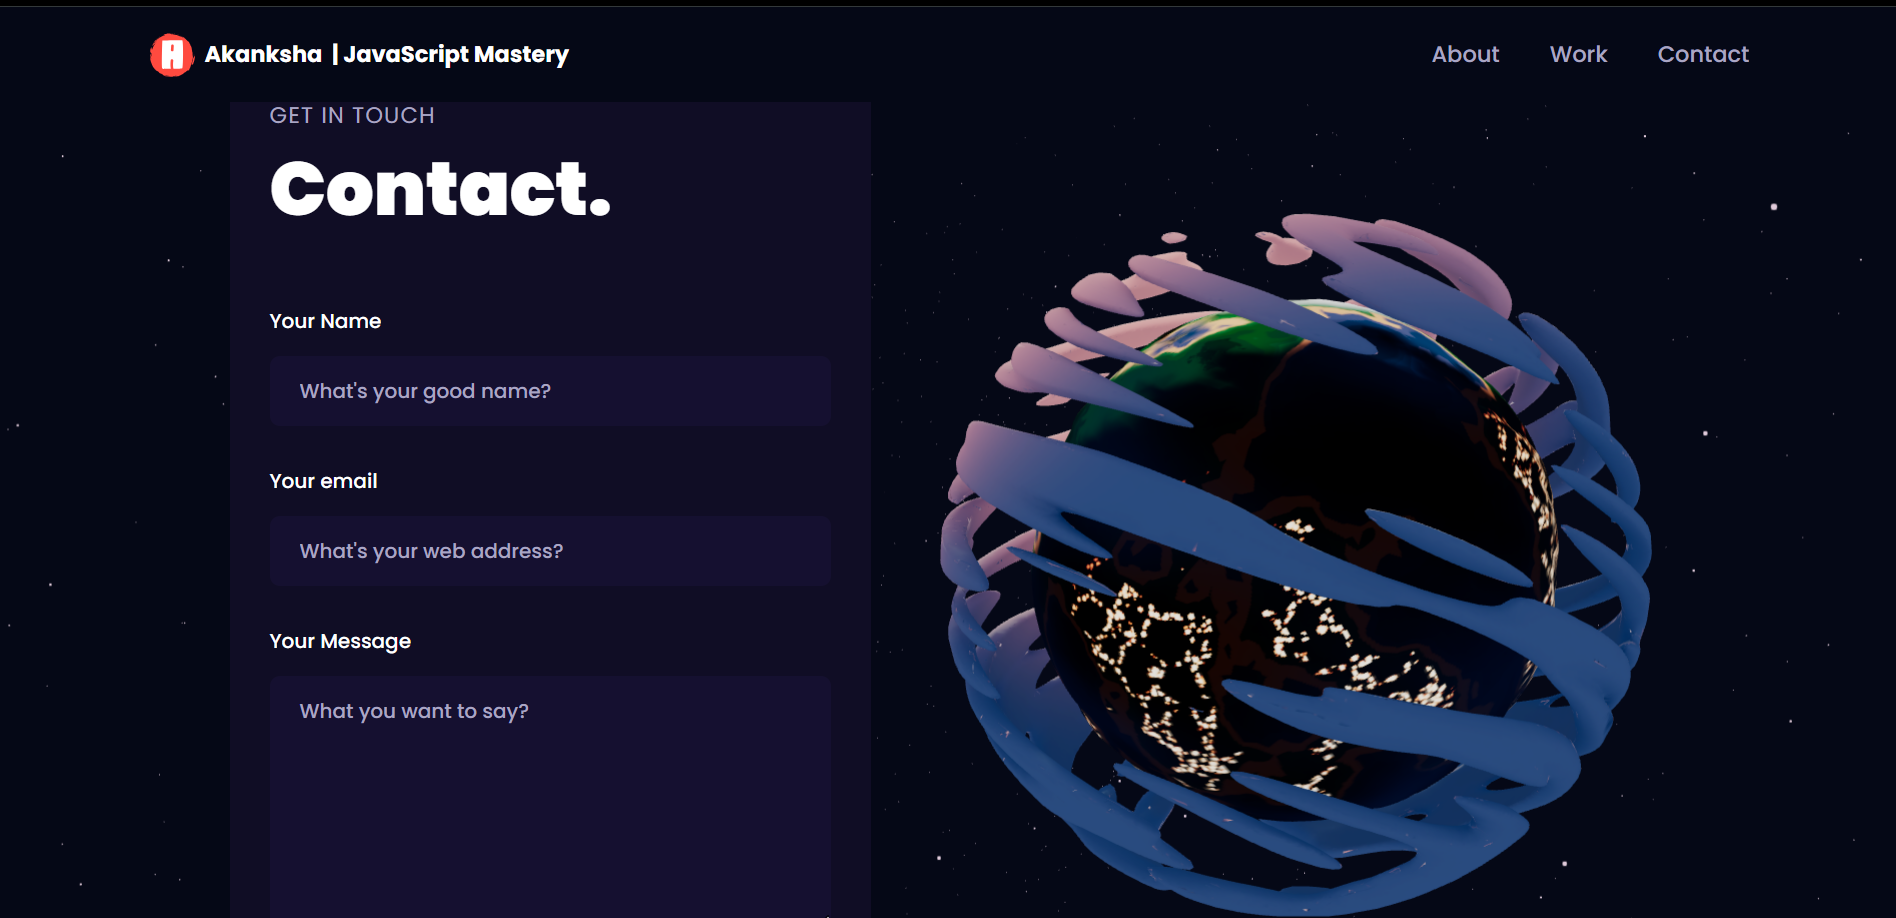 A
Akanksha | JavaScript Mastery
About Work Contact
GET IN TOUCH
Contact.
Your Name
What's your good name?
Your email
What's your web address?
Your Message
What you want to say?